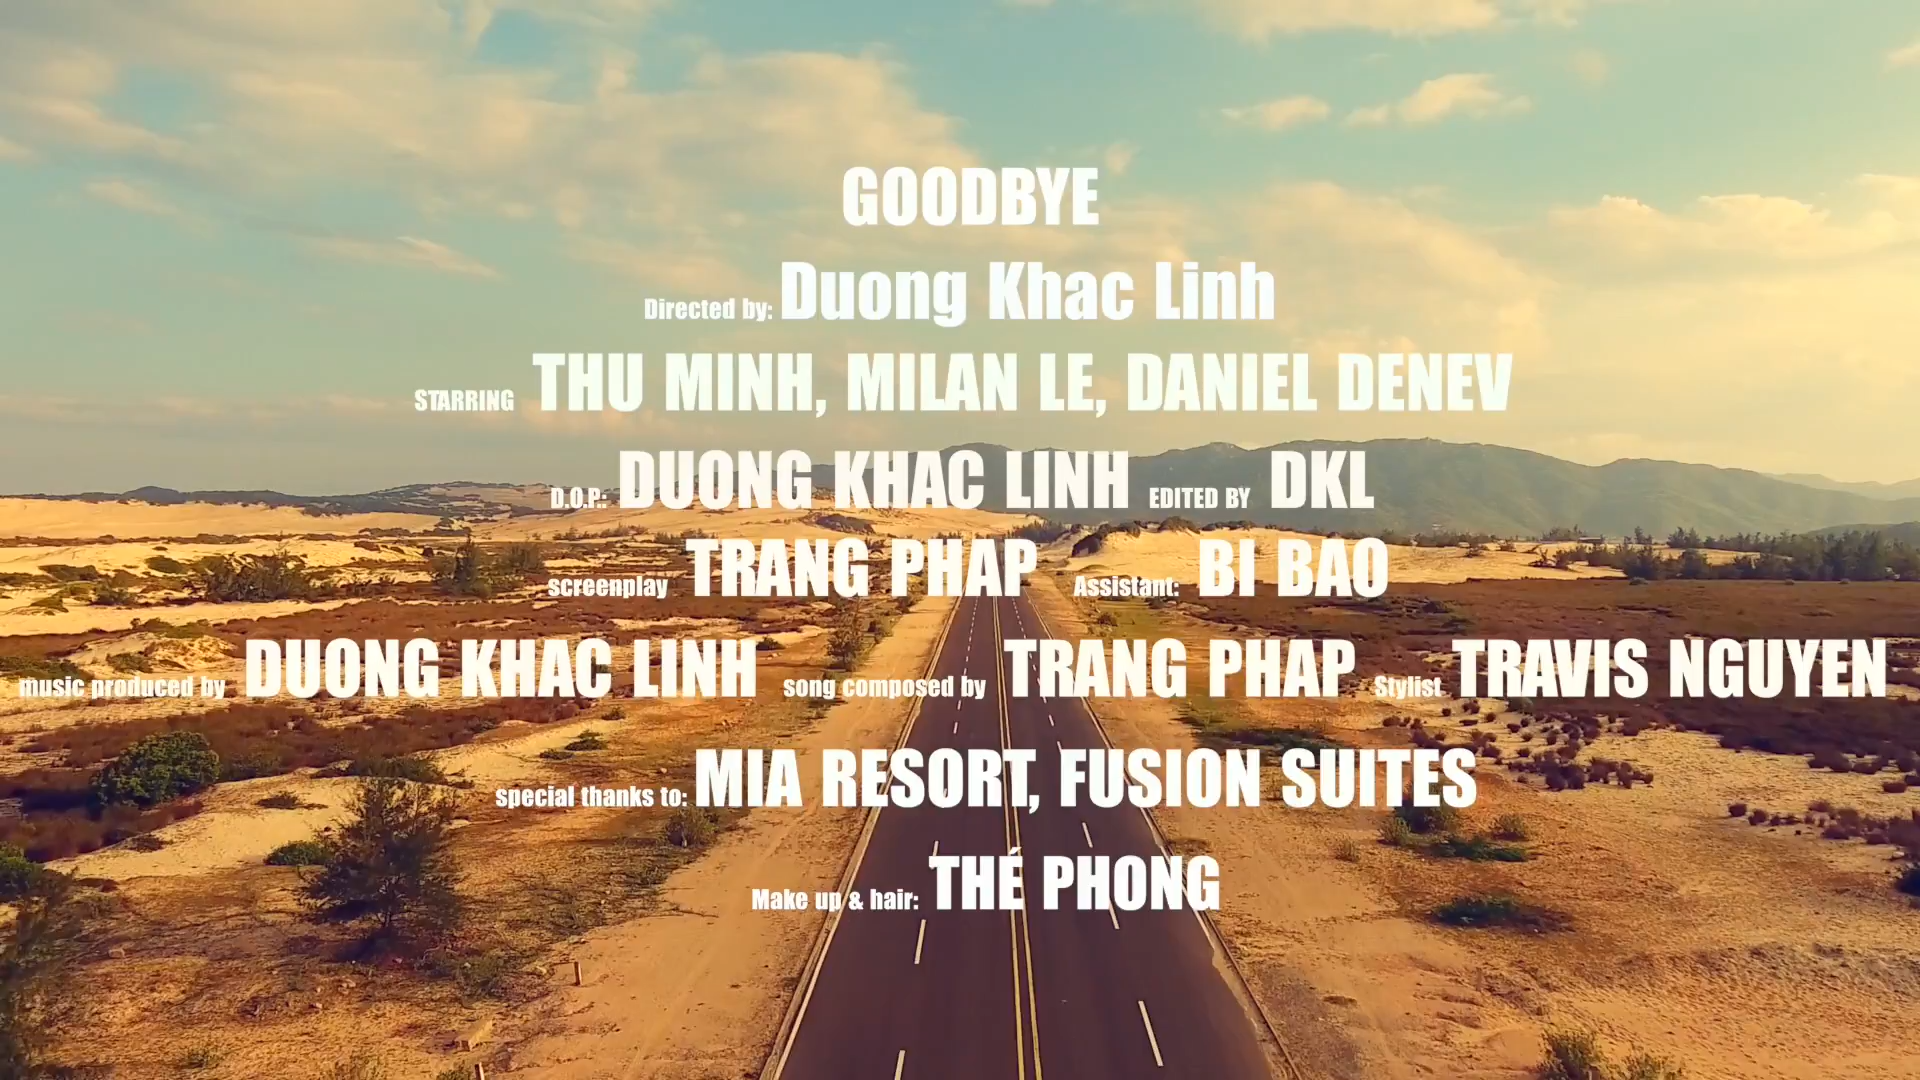 GOODBYE
Directed by: Duong Khac Linh
STARRING THU MINH, MILAN LE, DANIEL DENEV
D.O.P.: DUONG KHAC LINH EDITED BY DKL
screenplay TRANG PHAP Assistant: BI BAO
music produced by DUONG KHAC LINH song composed by TRANG PHAP Stylist TRAVIS NGUYEN
special thanks to: MIA RESORT, FUSION SUITES
Make up & hair: THÉ PHONG